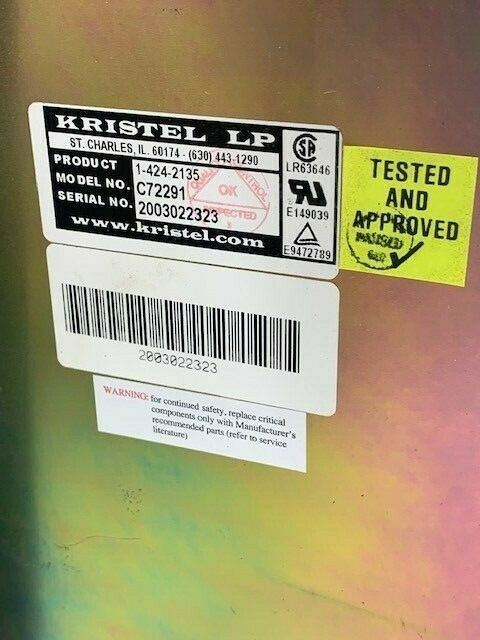 KRISTEL LP
ST. CHARLES, IL. 60174 - (630) 443-1290
PRODUCT 1-424-2135
MODEL NO. C72291
SERIAL NO. 2003022323
www.kristel.com
OK
LR63646
E149039
E9472789
TESTED
AND
APPROVED
2003022323
WARNING: for continued safety, replace critical
components only with Manufacturer's
recommended parts (refer to service
literature)